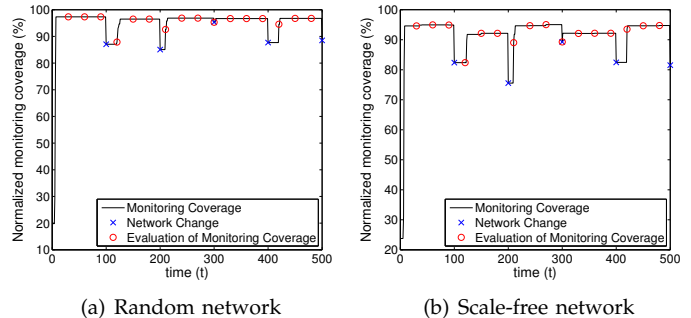 Normalized monitoring coverage (%)
100
90
80
70
60
50
40
30
20
10
Monitoring Coverage
Network Change
Evaluation of Monitoring Coverage
0 100 200 300 400 500
time (t)
(a) Random network
Normalized monitoring coverage (%)
100
90
80
70
60
50
40
30
20
Monitoring Coverage
Network Change
Evaluation of Monitoring Coverage
0 100 200 300 400 500
time (t)
(b) Scale-free network